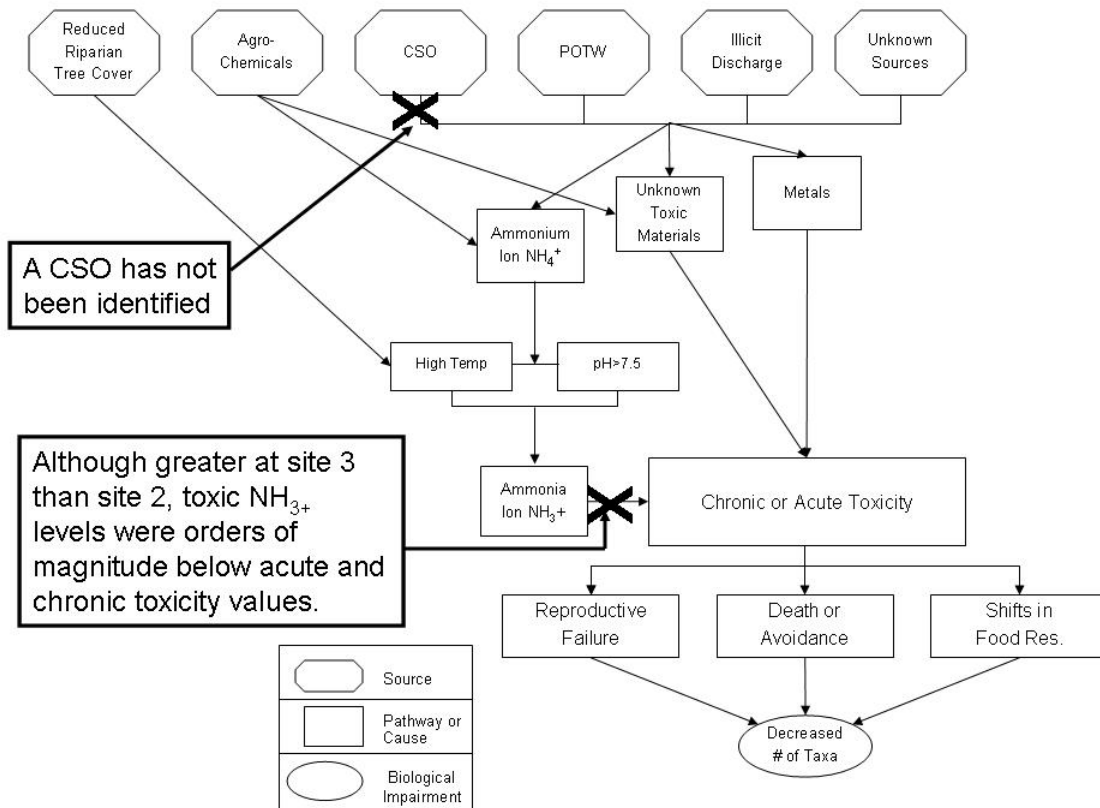 Reduced
Riparian
Tree Cover
Agro-
Chemicals
CSO
POTW
Illicit
Discharge
Unknown
Sources
Unknown
Toxic
Materials
Metals
Ammonium
Ion NH₄⁺
A CSO has not
been identified
High Temp
pH>7.5
Although greater at site 3
than site 2, toxic NH₃₊
levels were orders of
magnitude below acute and
chronic toxicity values.
Ammonia
Ion NH₃+
Chronic or Acute Toxicity
Reproductive
Failure
Death or
Avoidance
Shifts in
Food Res.
Decreased
# of Taxa
Source
Pathway or
Cause
Biological
Impairment